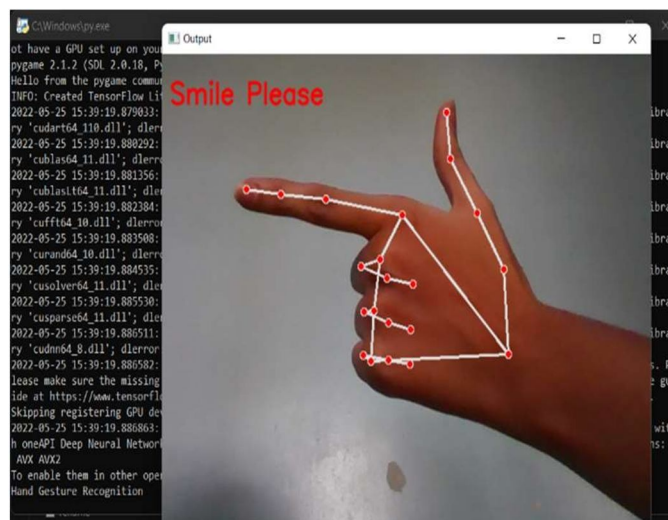 C:\Windows\py.exe
Output
Smile Please
ot have a GPU set up on your
pygame 2.1.2 (SDL 2.0.18, Py
Hello from the pygame commun
INFO: Created TensorFlow Lit
2022-05-25 15:39:19.879033:
ry 'cudart64_110.dll'; dlerr
2022-05-25 15:39:19.880292:
ry 'cublas64_11.dll'; dlerro
2022-05-25 15:39:19.881356:
ry 'cublasLt64_11.dll'; dler
2022-05-25 15:39:19.882384:
ry 'cufft64_10.dll'; dlerror
2022-05-25 15:39:19.883508:
ry 'curand64_10.dll'; dlerro
2022-05-25 15:39:19.884535:
ry 'cusolver64_11.dll'; dler
2022-05-25 15:39:19.885530:
ry 'cusparse64_11.dll'; dler
2022-05-25 15:39:19.886511:
ry 'cudnn64_8.dll'; dlerror
2022-05-25 15:39:19.886582:
lease make sure the missing
ide at https://www.tensorfl
Skipping registering GPU dev
2022-05-25 15:39:19.886863:
h oneAPI Deep Neural Networ
AVX AVX2
To enable them in other oper
Hand Gesture Recognition